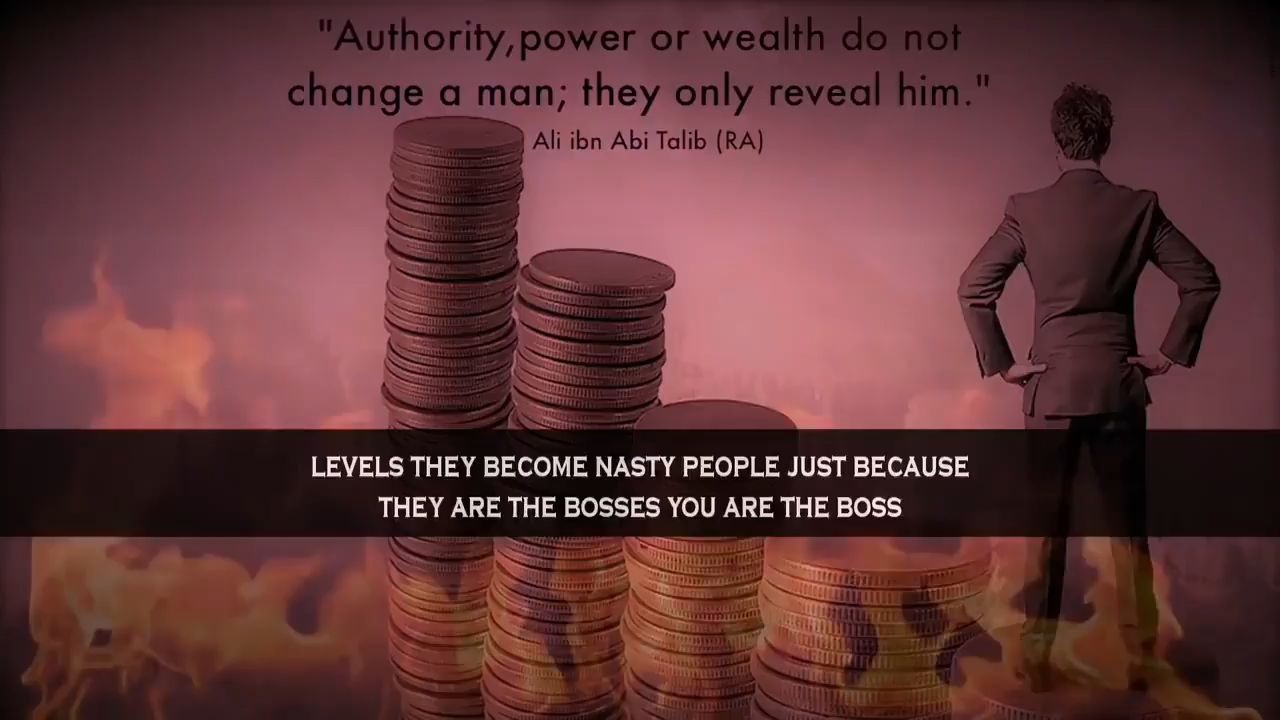 "Authority,power or wealth do not
change a man; they only reveal him."
Ali ibn Abi Talib (RA)
LEVELS THEY BECOME NASTY PEOPLE JUST BECAUSE
THEY ARE THE BOSSES YOU ARE THE BOSS